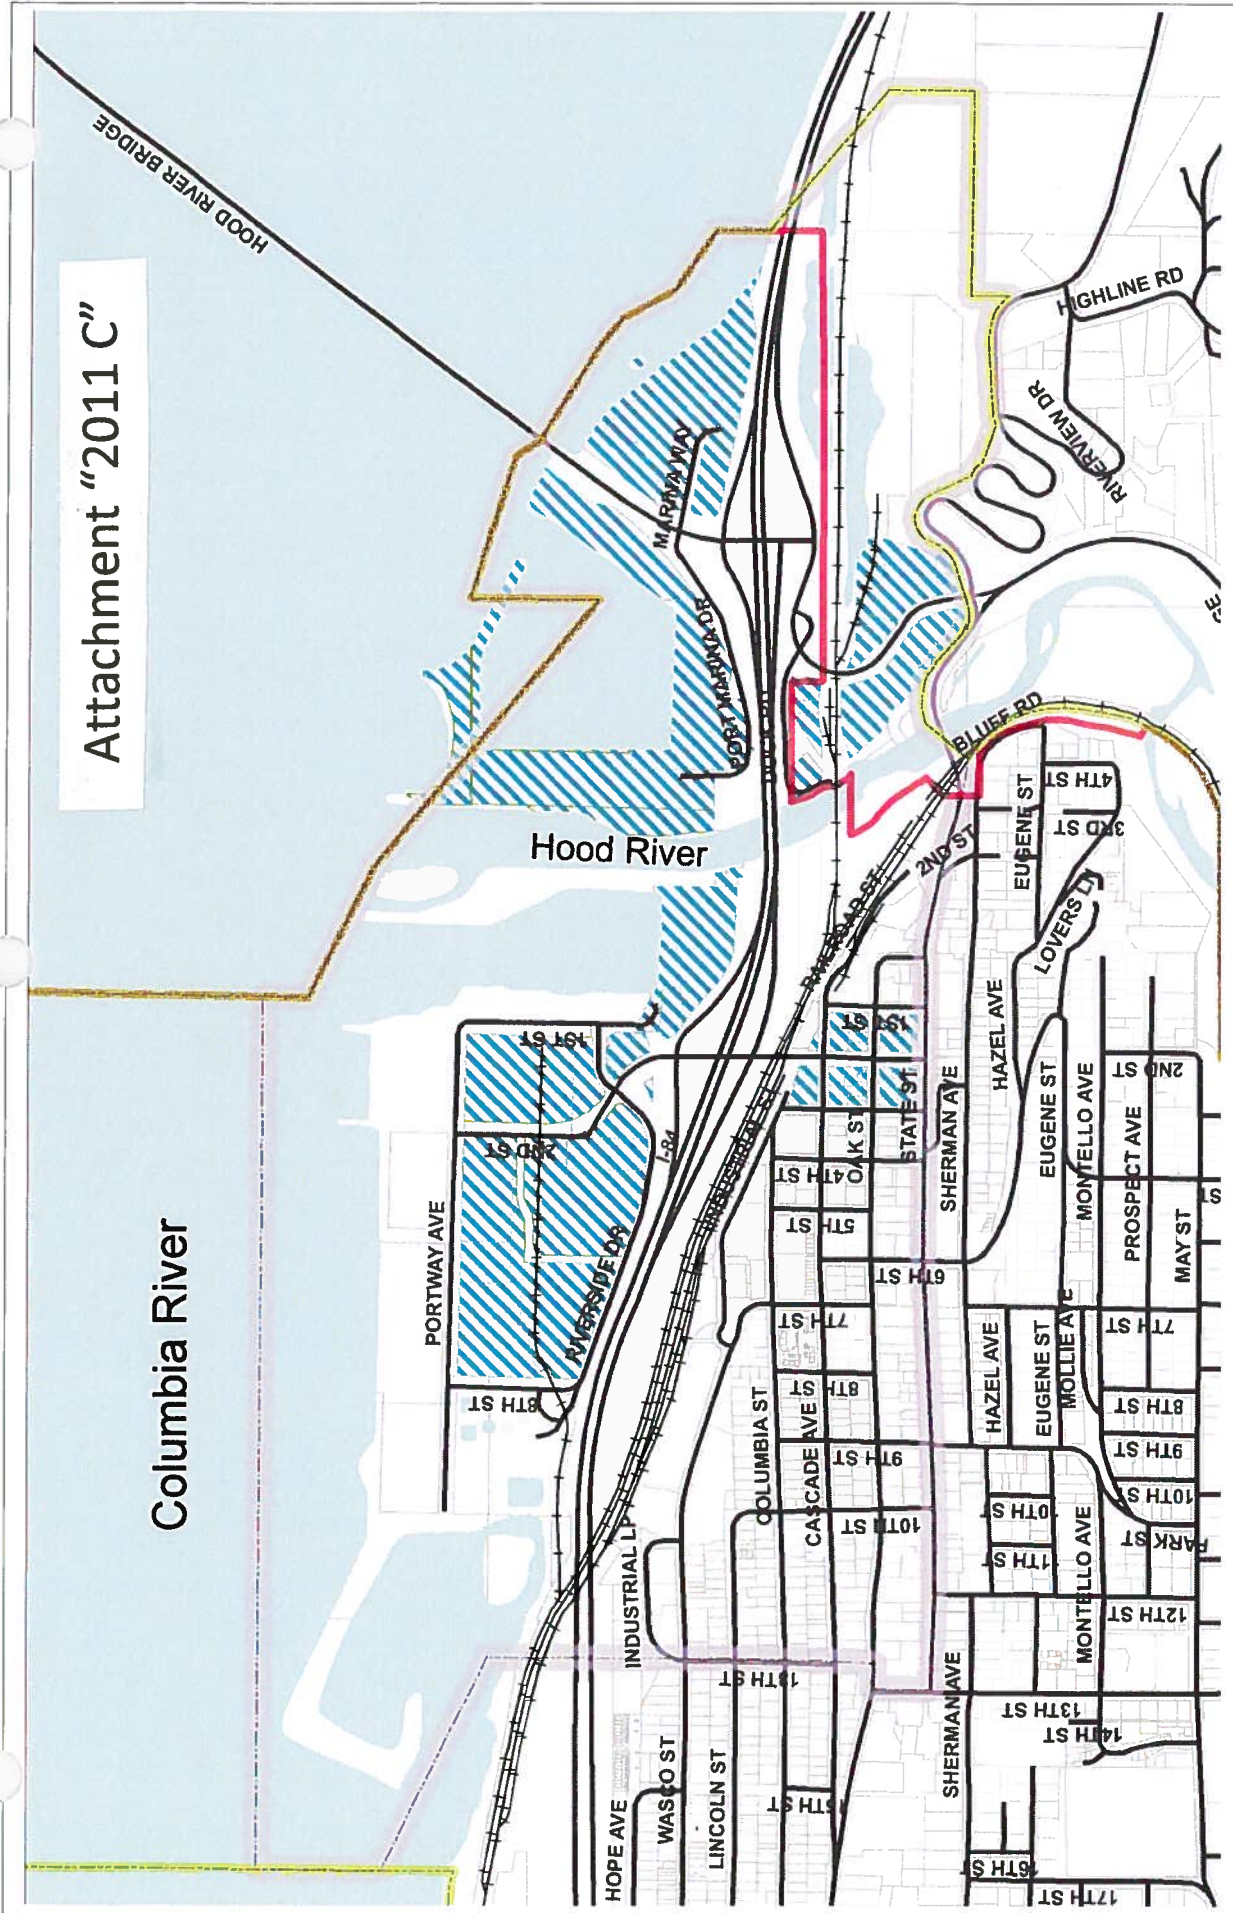 Attachment “2011 C”
Columbia River
Hood River
HOOD RIVER BRIDGE
MARINA WAY
PORT MARINA DR
PORTWAY AVE
1ST ST
2ND ST
8TH ST
RIVERSIDE DR
I-84
INDUSTRIAL ST
INDUSTRIAL LP
RAILROAD ST
2ND ST
1ST ST
OAK ST
STATE ST
4TH ST
5TH ST
6TH ST
7TH ST
8TH ST
9TH ST
10TH ST
13TH ST
15TH ST
COLUMBIA ST
CASCADE AVE
HOPE AVE
WASCO ST
LINCOLN ST
SHERMAN AVE
SHERMAN AVE
HAZEL AVE
HAZEL AVE
EUGENE ST
EUGENE ST
EUGENE ST
BLUFF RD
4TH ST
3RD ST
LOVERS LN
MONTELLO AVE
MONTELLO AVE
MOLLIE AVE
PROSPECT AVE
MAY ST
2ND ST
ST
7TH ST
8TH ST
9TH ST
10TH ST
10TH ST
11TH ST
PARK ST
12TH ST
13TH ST
14TH ST
16TH ST
17TH ST
HIGHLINE RD
RIVERVIEW DR
GE